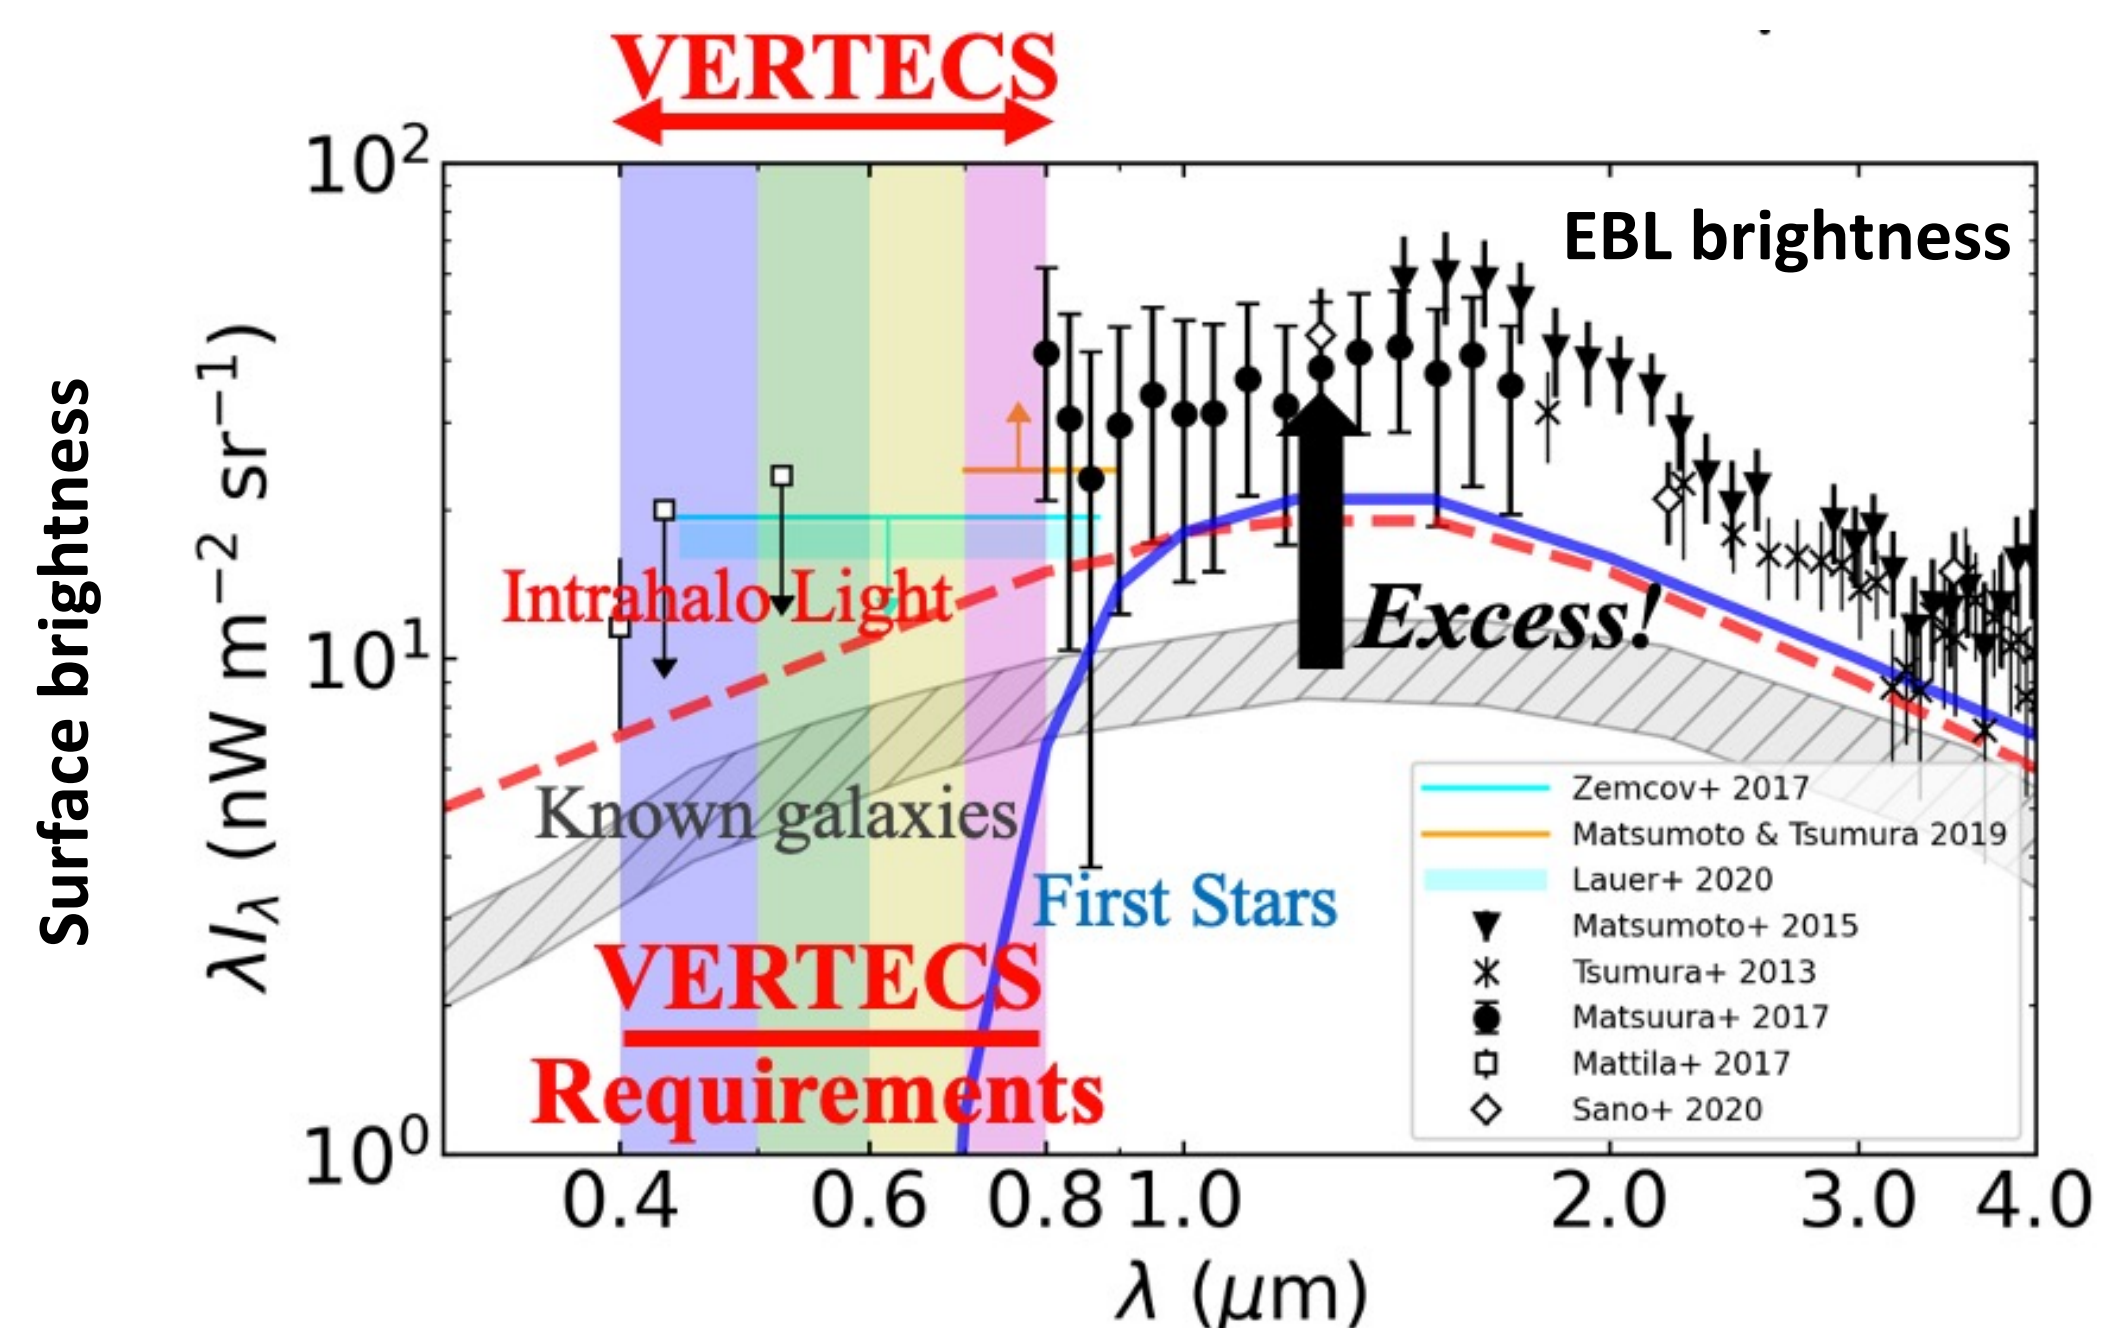 VERTECS
EBL brightness
Surface brightness
λI_λ (nW m⁻² sr⁻¹)
10²
10¹
10⁰
Intrahalo Light
Excess!
Known galaxies
First Stars
VERTECS
Requirements
Zemcov+ 2017
Matsumoto & Tsumura 2019
Lauer+ 2020
Matsumoto+ 2015
Tsumura+ 2013
Matsuura+ 2017
Mattila+ 2017
Sano+ 2020
0.4 0.6 0.8 1.0 2.0 3.0 4.0
λ (μm)